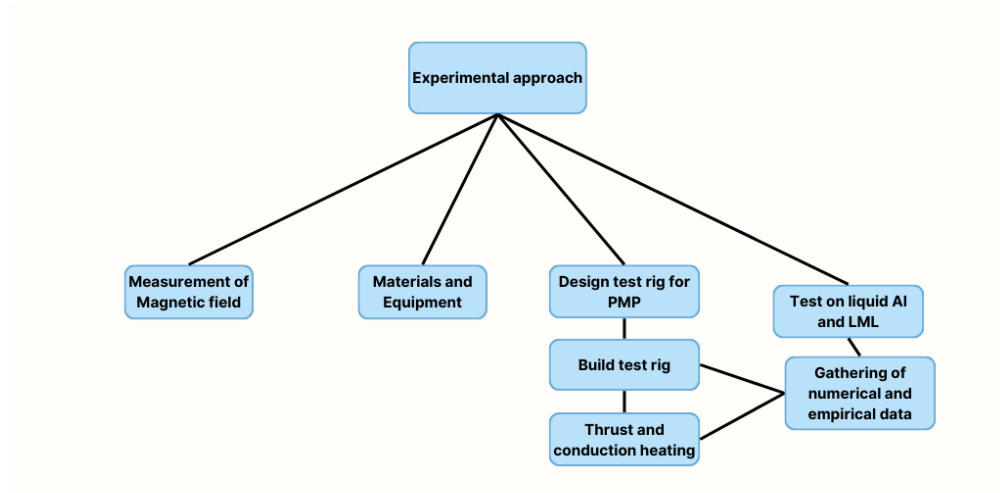 Experimental approach
Measurement of
Magnetic field
Materials and
Equipment
Design test rig for
PMP
Build test rig
Thrust and
conduction heating
Test on liquid Al
and LML
Gathering of
numerical and
empirical data